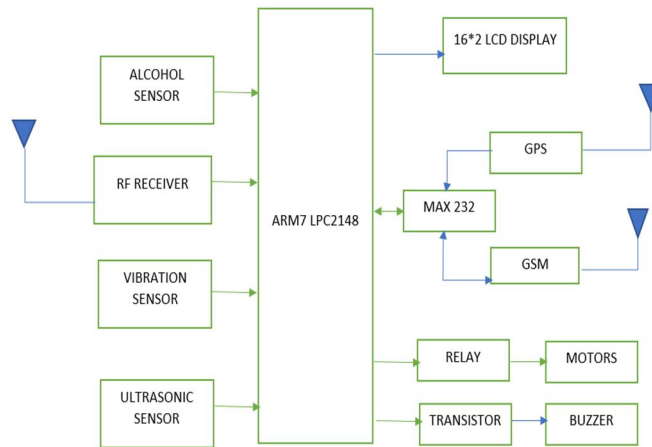 16*2 LCD DISPLAY
ALCOHOL
SENSOR
GPS
RF RECEIVER
MAX 232
ARM7 LPC2148
GSM
VIBRATION
SENSOR
RELAY
MOTORS
ULTRASONIC
SENSOR
TRANSISTOR
BUZZER